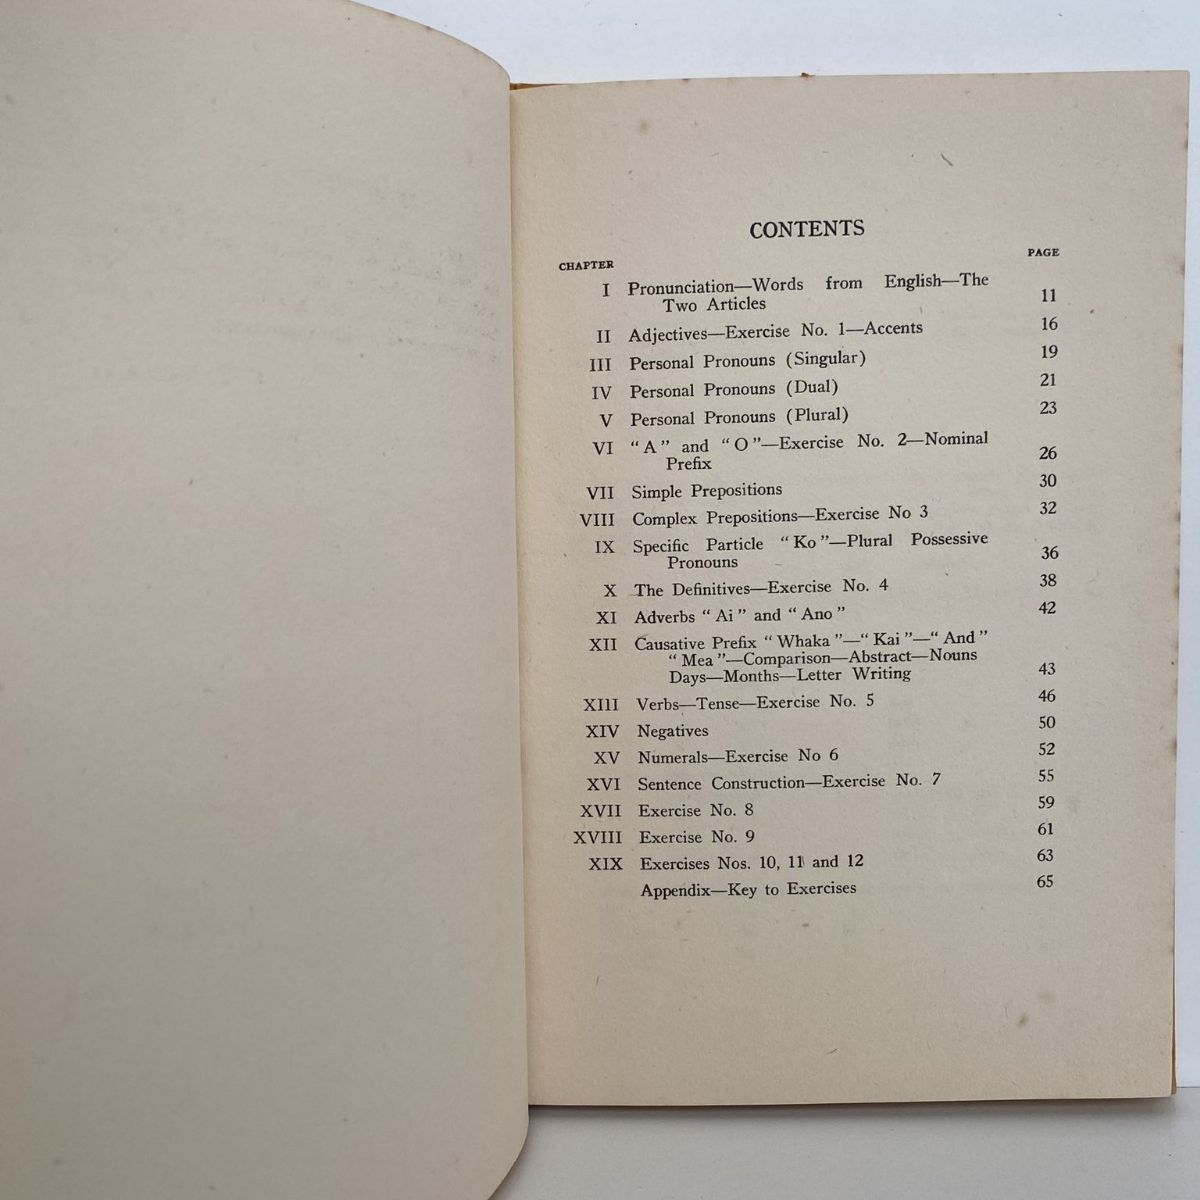 CONTENTS
CHAPTER PAGE
I Pronunciation—Words from English—The
Two Articles 11
II Adjectives—Exercise No. 1—Accents 16
III Personal Pronouns (Singular) 19
IV Personal Pronouns (Dual) 21
V Personal Pronouns (Plural) 23
VI “A” and “O”—Exercise No. 2—Nominal
Prefix 26
VII Simple Prepositions 30
VIII Complex Prepositions—Exercise No 3 32
IX Specific Particle “Ko”—Plural Possessive
Pronouns 36
X The Definitives—Exercise No. 4 38
XI Adverbs “Ai” and “Ano” 42
XII Causative Prefix “Whaka”—“Kai”—“And”
“Mea”—Comparison—Abstract—Nouns
Days—Months—Letter Writing 43
XIII Verbs—Tense—Exercise No. 5 46
XIV Negatives 50
XV Numerals—Exercise No 6 52
XVI Sentence Construction—Exercise No. 7 55
XVII Exercise No. 8 59
XVIII Exercise No. 9 61
XIX Exercises Nos. 10, 11 and 12 63
Appendix—Key to Exercises 65